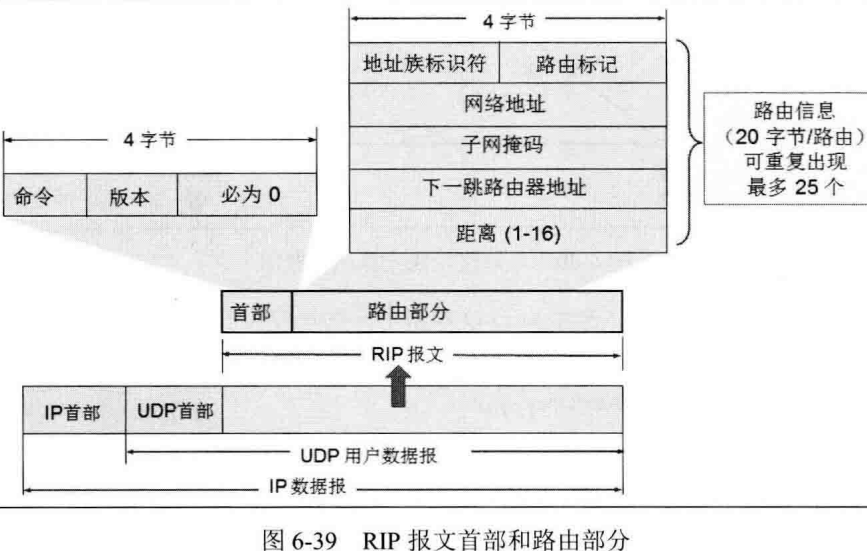 4 字节
地址族标识符 路由标记
网络地址
子网掩码
下一跳路由器地址
距离 (1-16)
路由信息
（20 字节/路由）
可重复出现
最多 25 个
4 字节
命令 版本 必为 0
首部 路由部分
RIP 报文
IP首部 UDP首部
UDP 用户数据报
IP 数据报
图 6-39 RIP 报文首部和路由部分